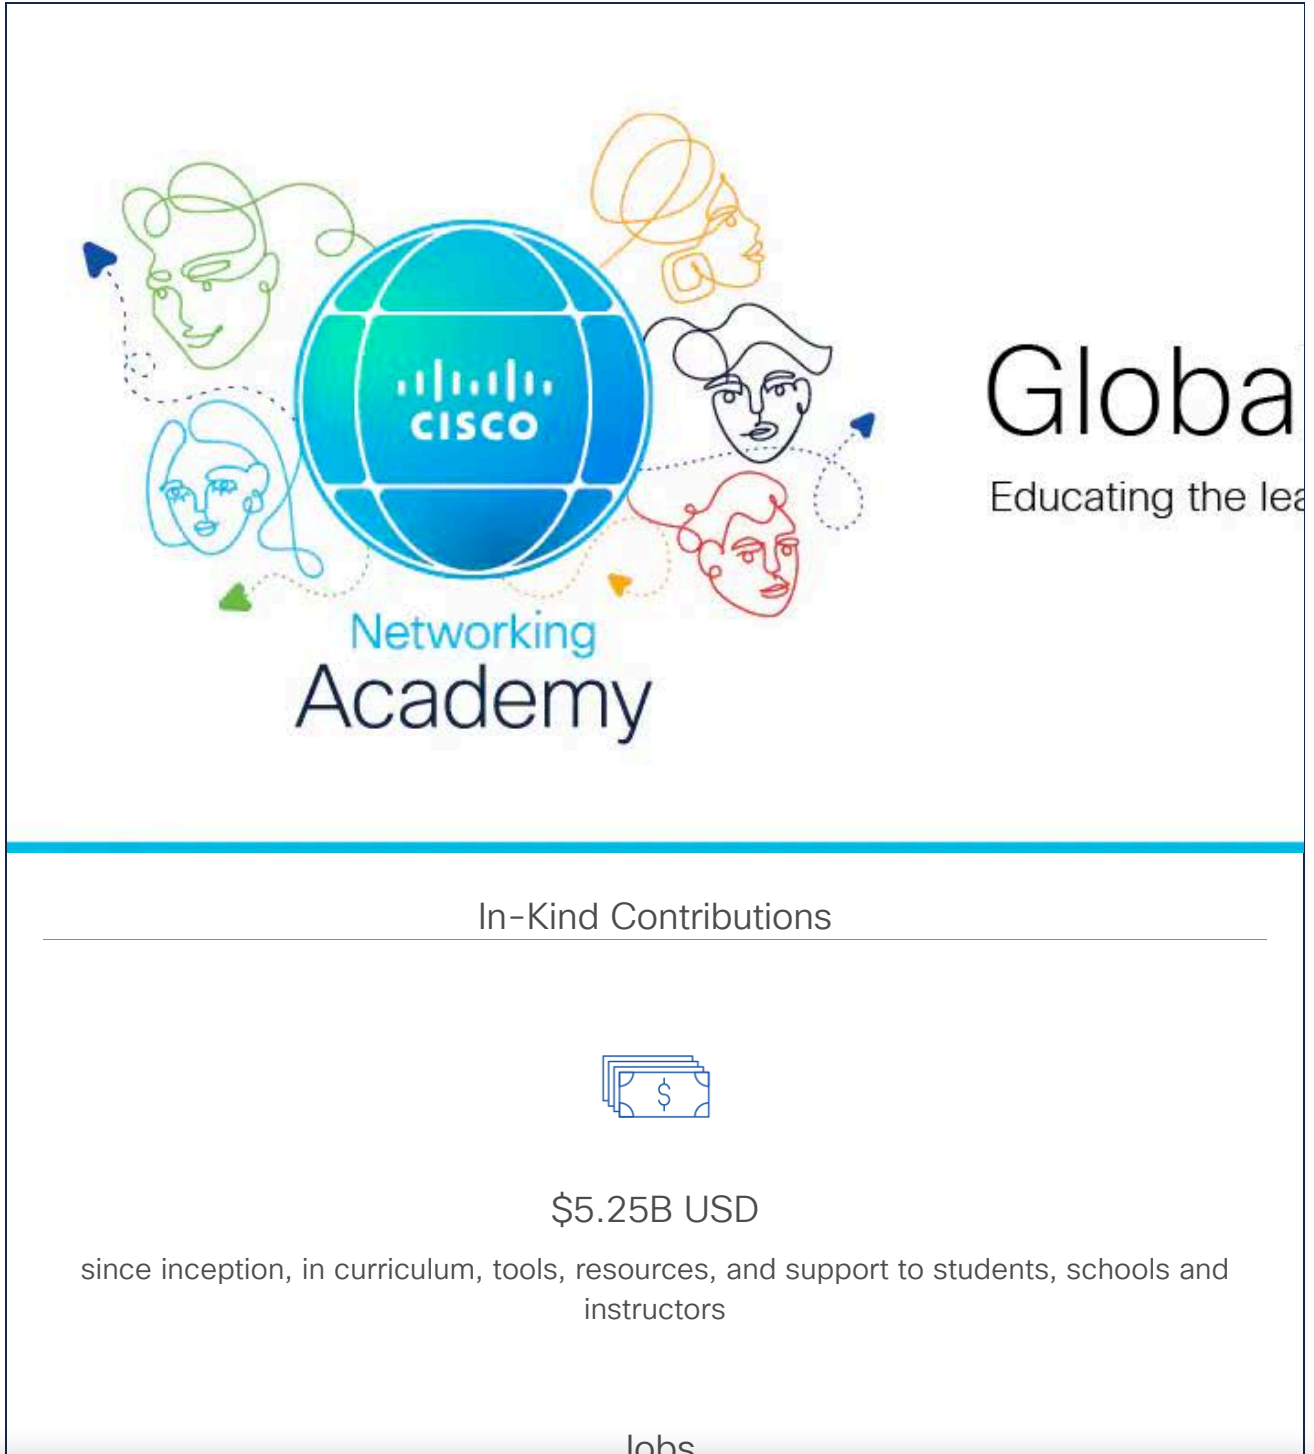 CISCO
Networking
Academy
Globa
Educating the lea
In-Kind Contributions
$
$5.25B USD
since inception, in curriculum, tools, resources, and support to students, schools and
instructors
Jobs